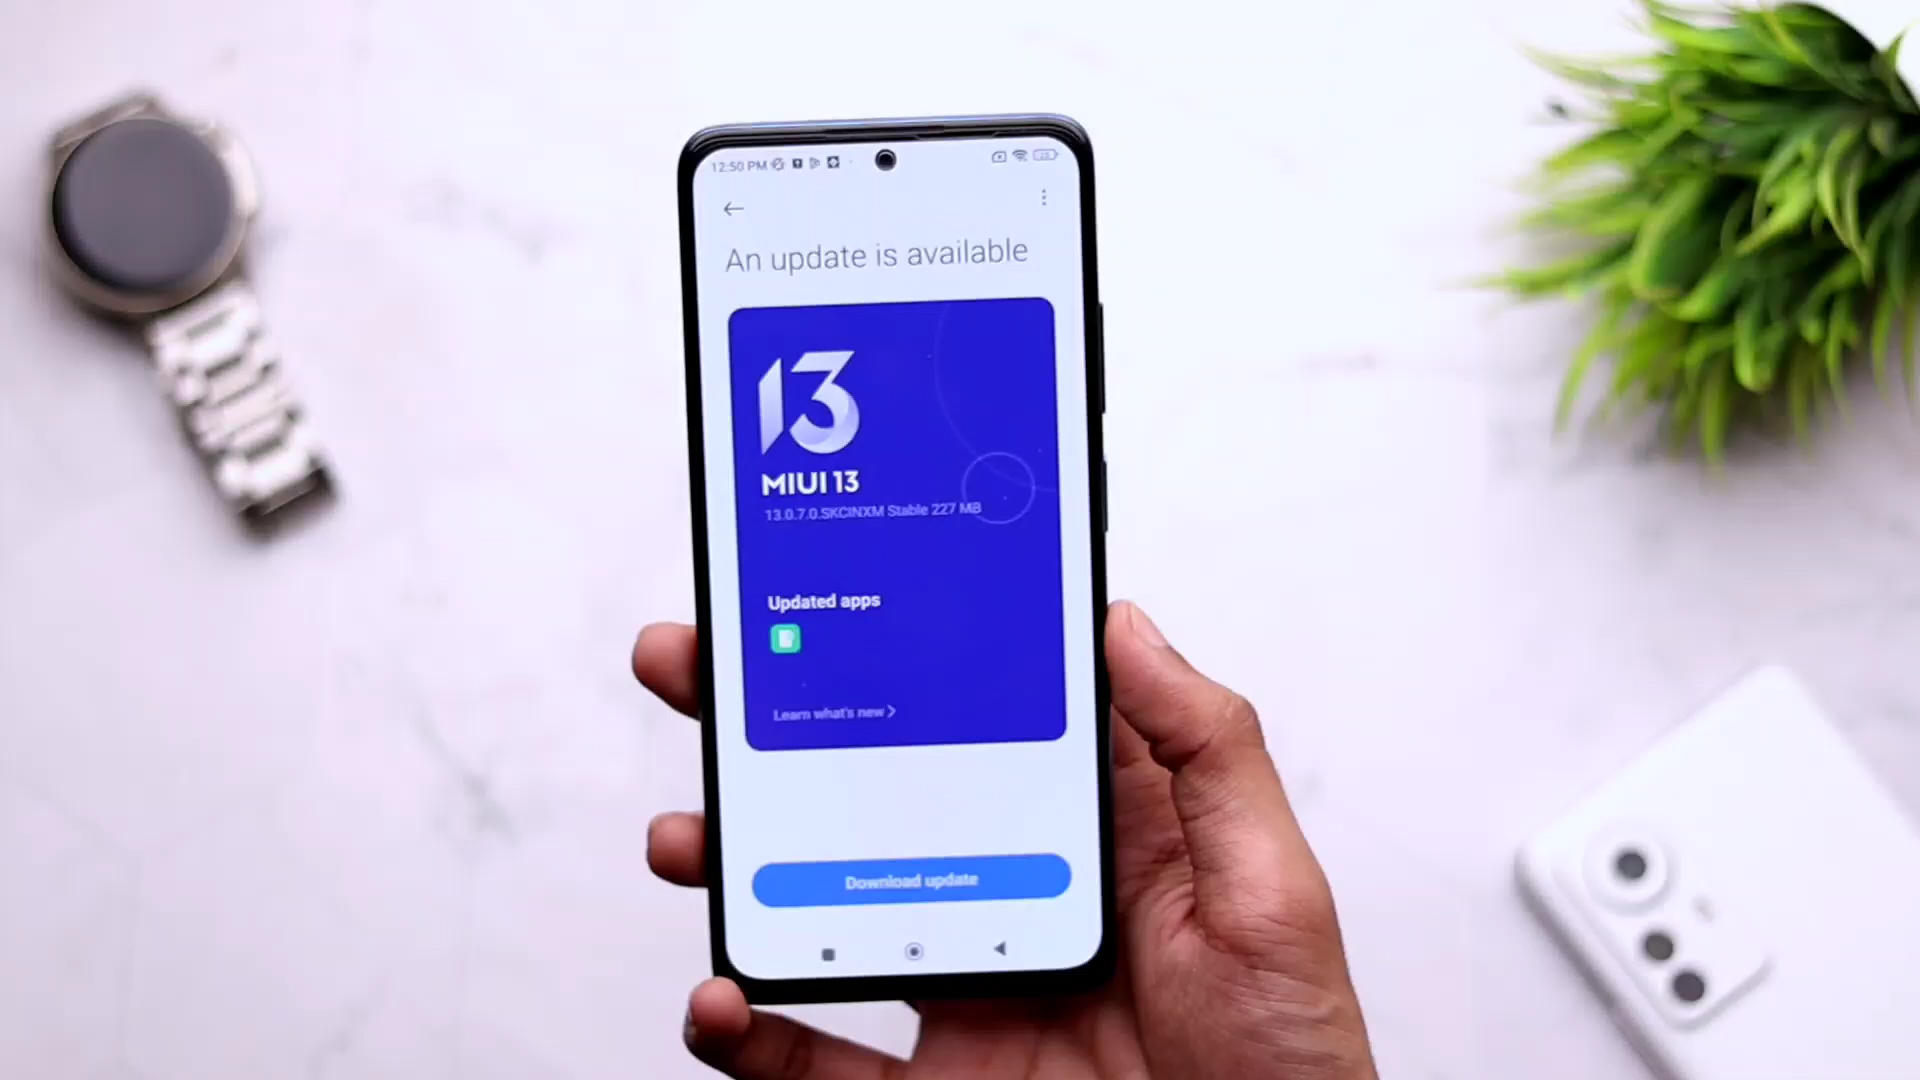 12:50 PM
An update is available
13
MIUI 13
13.0.7.0.SKCINXM Stable 227 MB
Updated apps
Learn what's new >
Download update